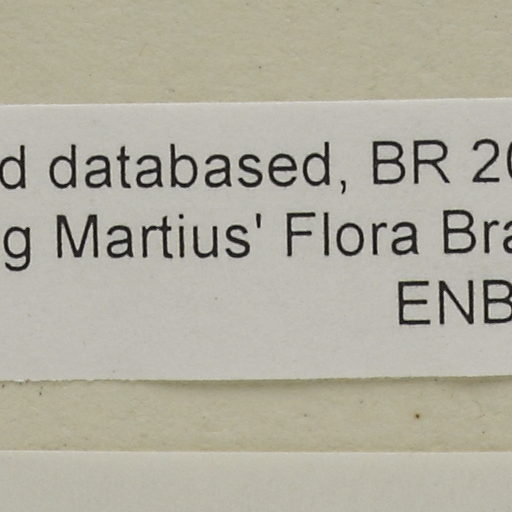 d databased, BR 20
g Martius' Flora Bra
ENB